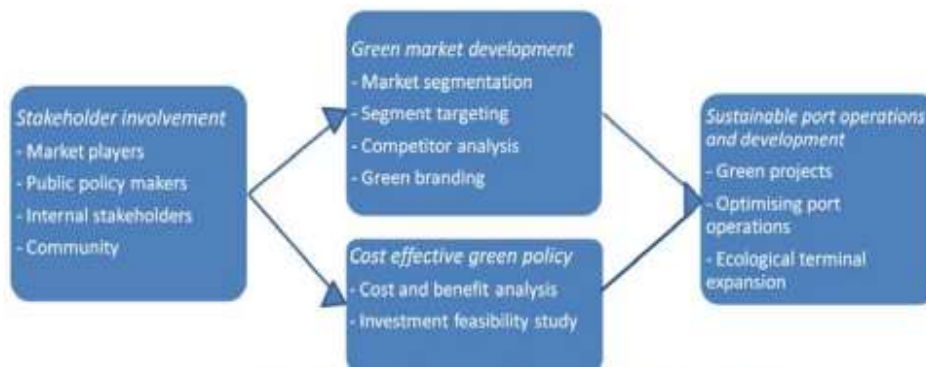 Stakeholder involvement
- Market players
- Public policy makers
- Internal stakeholders
- Community
Green market development
- Market segmentation
- Segment targeting
- Competitor analysis
- Green branding
Cost effective green policy
- Cost and benefit analysis
- Investment feasibility study
Sustainable port operations
and development
- Green projects
- Optimising port
operations
- Ecological terminal
expansion